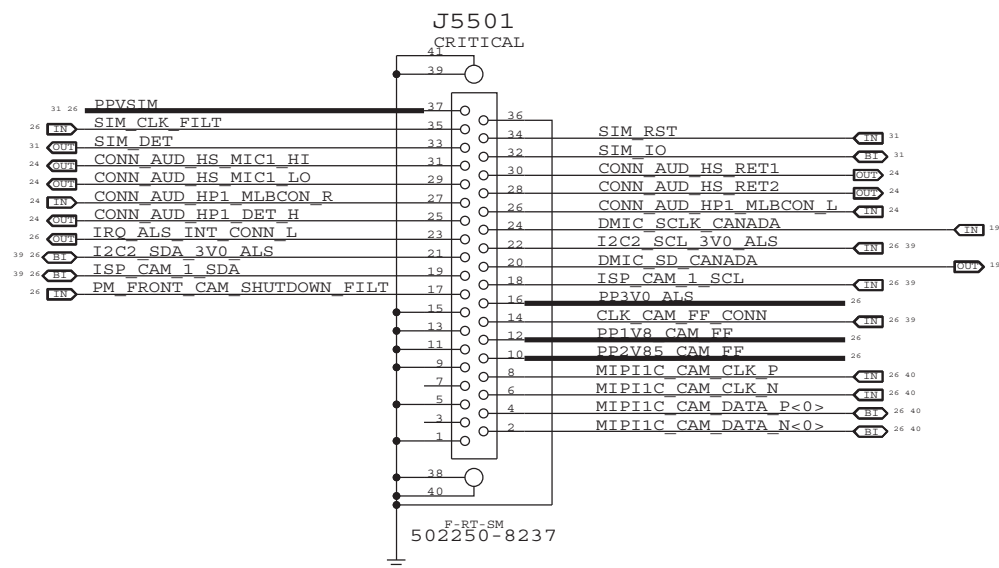 J5501
CRITICAL
41
39
31 26 PPVSIM 37
36
26 IN SIM_CLK_FILT 35
34 SIM_RST IN 31
31 OUT SIM_DET 33
32 SIM_IO BI 31
24 OUT CONN_AUD_HS_MIC1_HI 31
30 CONN_AUD_HS_RET1 OUT 24
24 OUT CONN_AUD_HS_MIC1_LO 29
28 CONN_AUD_HS_RET2 OUT 24
24 IN CONN_AUD_HP1_MLBCON_R 27
26 CONN_AUD_HP1_MLBCON_L IN 24
24 OUT CONN_AUD_HP1_DET_H 25
24 DMIC_SCLK_CANADA IN 19
26 OUT IRQ_ALS_INT_CONN_L 23
22 I2C2_SCL_3V0_ALS IN 26 39
39 26 BI I2C2_SDA_3V0_ALS 21
20 DMIC_SD_CANADA OUT 19
39 26 BI ISP_CAM_1_SDA 19
18 ISP_CAM_1_SCL IN 26 39
26 IN PM_FRONT_CAM_SHUTDOWN_FILT 17
16 PP3V0_ALS 26
15
14 CLK_CAM_FF_CONN IN 26 39
13
12 PP1V8_CAM_FF 26
11
10 PP2V85_CAM_FF 26
9
8 MIPI1C_CAM_CLK_P IN 26 40
7
6 MIPI1C_CAM_CLK_N IN 26 40
5
4 MIPI1C_CAM_DATA_P<0> BI 26 40
3
2 MIPI1C_CAM_DATA_N<0> BI 26 40
1
38
40
F-RT-SM
502250-8237